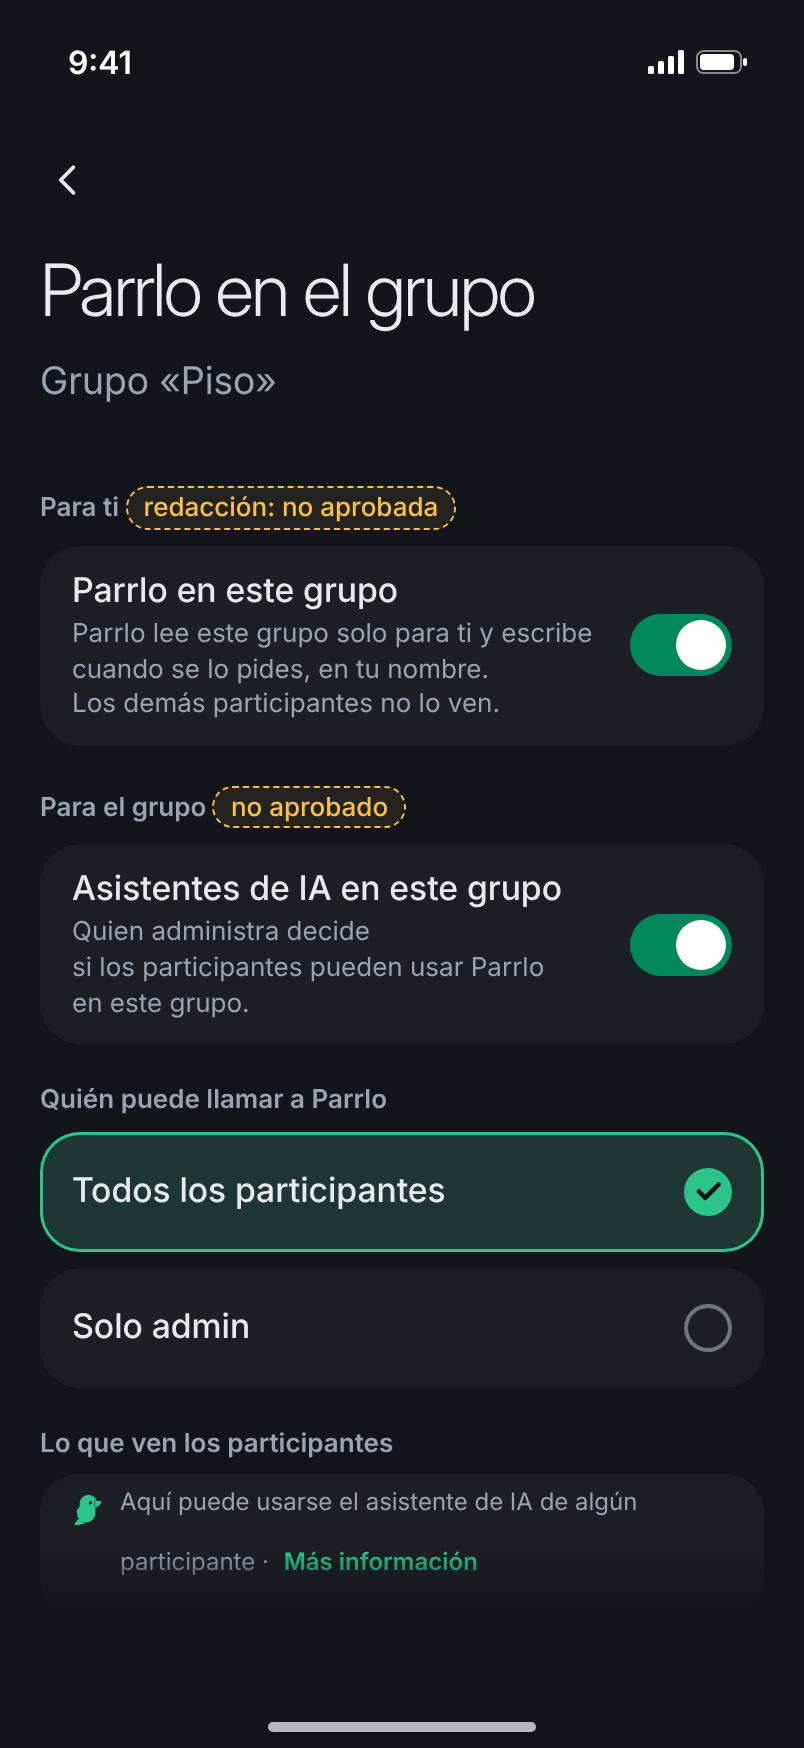 9:41
Parrlo en el grupo
Grupo «Piso»
Para ti redacción: no aprobada
Parrlo en este grupo
Parrlo lee este grupo solo para ti y escribe
cuando se lo pides, en tu nombre.
Los demás participantes no lo ven.
Para el grupo no aprobado
Asistentes de IA en este grupo
Quien administra decide
si los participantes pueden usar Parrlo
en este grupo.
Quién puede llamar a Parrlo
Todos los participantes
Solo admin
Lo que ven los participantes
Aquí puede usarse el asistente de IA de algún
participante · Más información